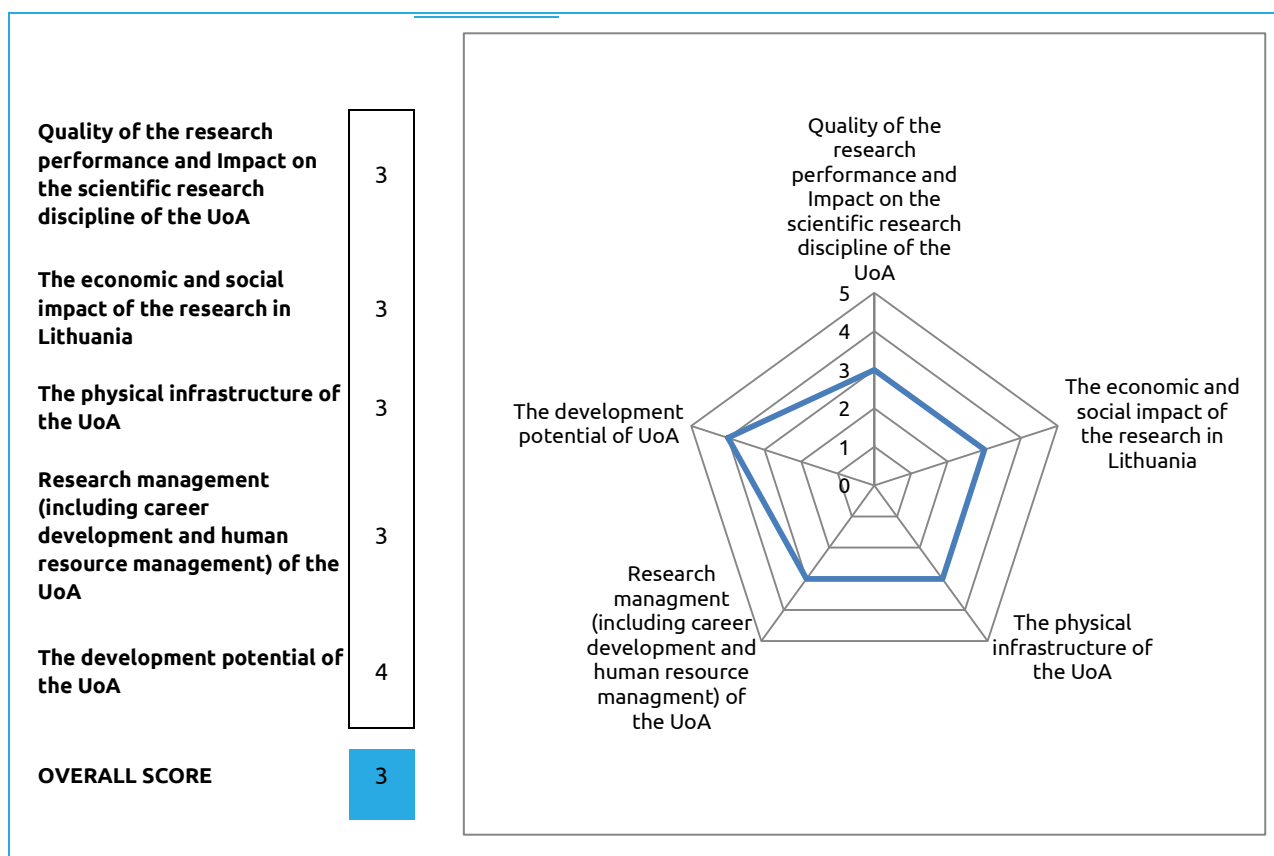 Quality of the research
performance and Impact on
the scientific research
discipline of the UoA
3
The economic and social
impact of the research in
Lithuania
3
The physical infrastructure of
the UoA
3
Research management
(including career
development and human
resource management) of the
UoA
3
The development potential of
the UoA
4
OVERALL SCORE
3
Quality of the
research
performance and
Impact on the
scientific research
discipline of the
UoA
5
4
3
2
1
0
The economic and
social impact of
the research in
Lithuania
The physical
infrastructure of
the UoA
Research
managment
(including career
development and
human resource
managment) of
the UoA
The development
potential of UoA